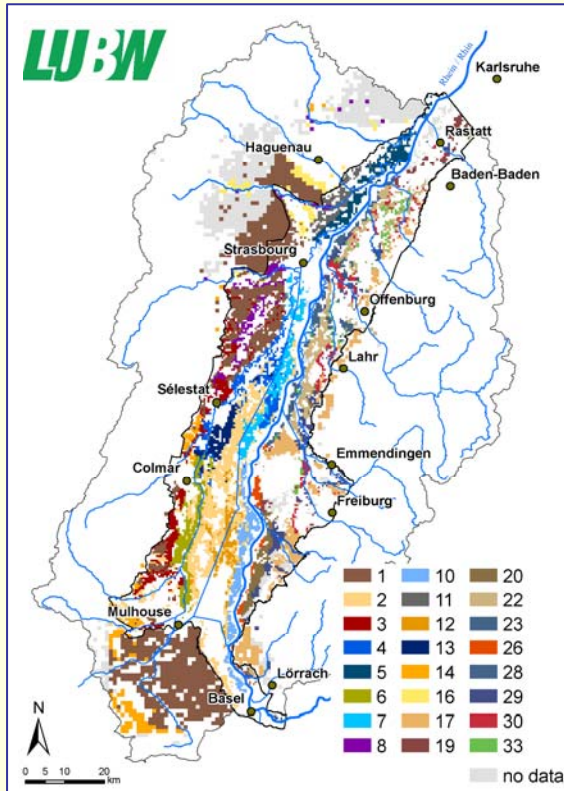 LUBW
Rhein / Rhin
Karlsruhe
Rastatt
Haguenau
Baden-Baden
Strasbourg
Offenburg
Lahr
Sélestat
Emmendingen
Colmar
Freiburg
Mulhouse
Lörrach
Basel
N
0 5 10 20
km
1 10 20
2 11 22
3 12 23
4 13 26
5 14 28
6 16 29
7 17 30
8 19 33
no data